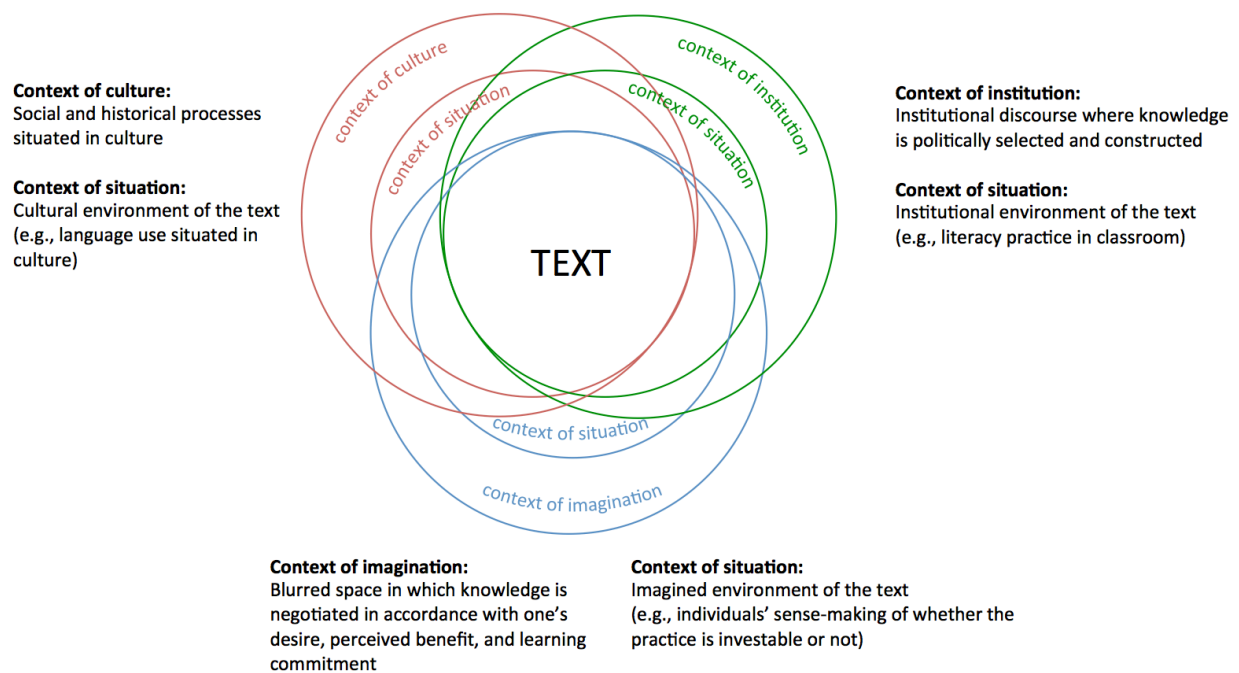 context of culture
context of situation
context of institution
context of situation
Context of culture:
Social and historical processes
situated in culture
Context of situation:
Cultural environment of the text
(e.g., language use situated in
culture)
Context of institution:
Institutional discourse where knowledge
is politically selected and constructed
Context of situation:
Institutional environment of the text
(e.g., literacy practice in classroom)
TEXT
context of situation
context of imagination
Context of imagination:
Blurred space in which knowledge is
negotiated in accordance with one's
desire, perceived benefit, and learning
commitment
Context of situation:
Imagined environment of the text
(e.g., individuals' sense-making of whether the
practice is investable or not)